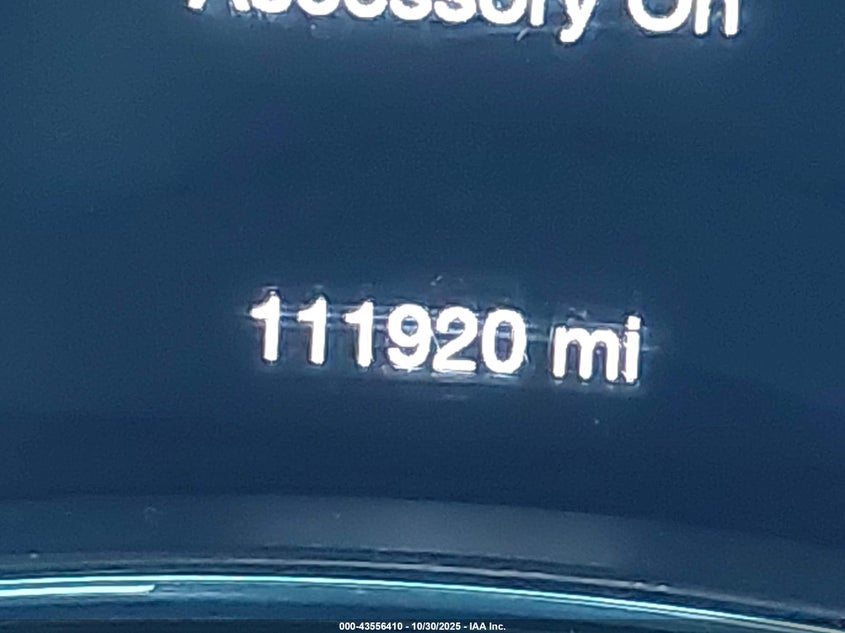 Accessory On
111920 mi
000-43556410 - 10/30/2025 - IAA Inc.